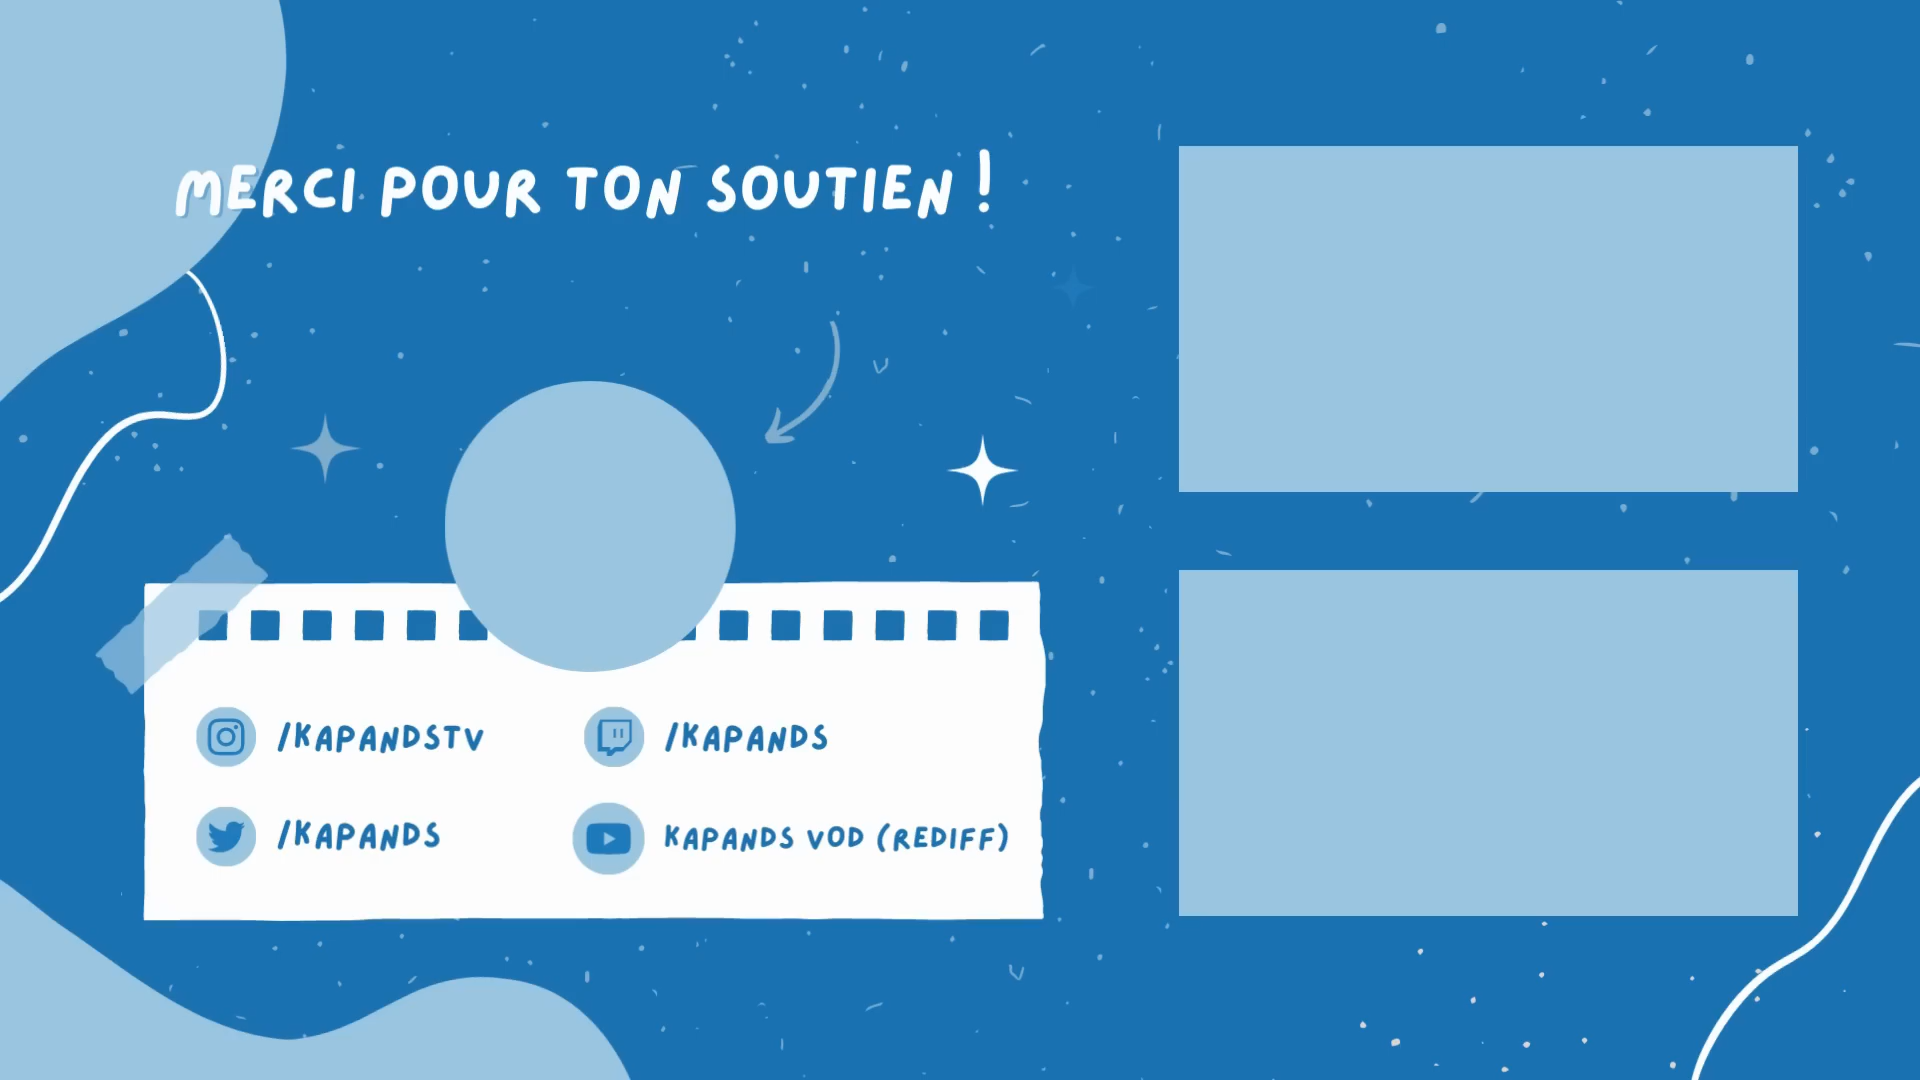 MERCI POUR TON SOUTIEN !
/KAPANDSTV
/KAPANDS
/KAPANDS
KAPANDS VOD (REDIFF)